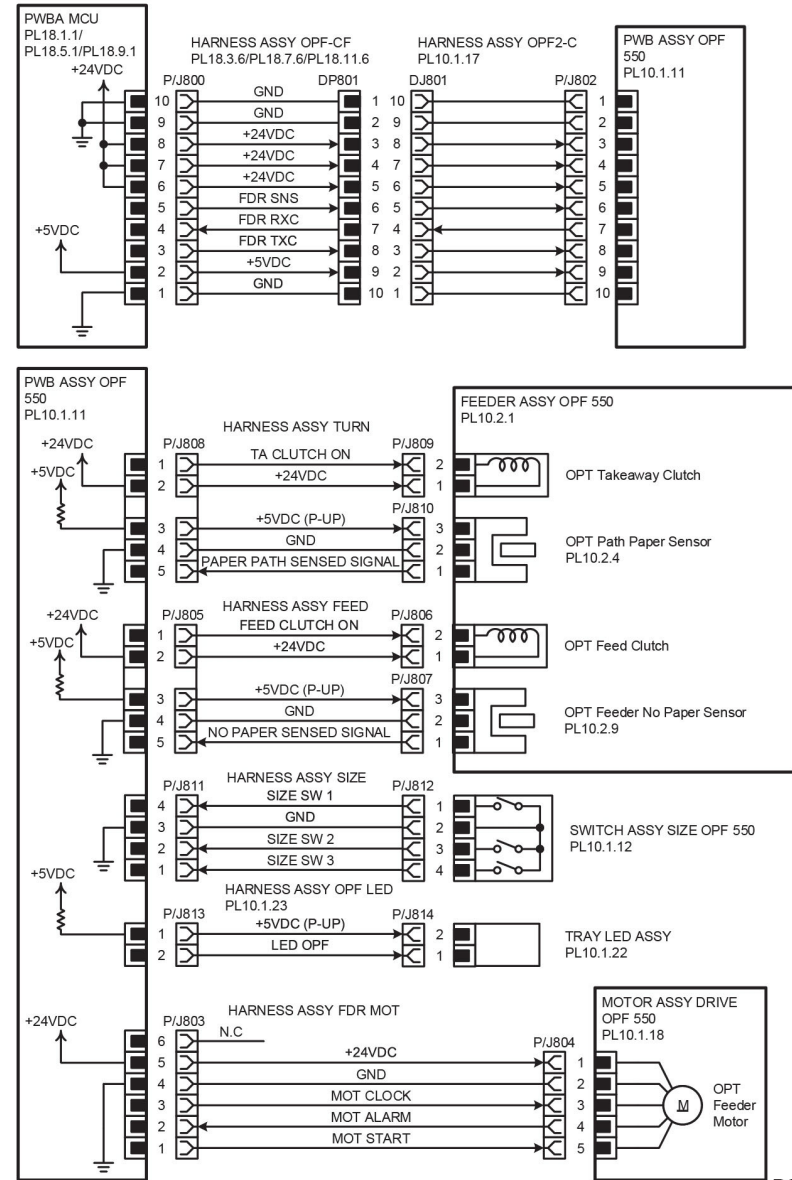 PWBA MCU
PL18.1.1/
PL18.5.1/PL18.9.1
+24VDC
+5VDC
HARNESS ASSY OPF-CF
PL18.3.6/PL18.7.6/PL18.11.6
HARNESS ASSY OPF2-C
PL10.1.17
PWB ASSY OPF
550
PL10.1.11
P/J800 DP801 DJ801 P/J802
10 GND 1 10 1
9 GND 2 9 2
8 +24VDC 3 8 3
7 +24VDC 4 7 4
6 +24VDC 5 6 5
5 FDR SNS 6 5 6
4 FDR RXC 7 4 7
3 FDR TXC 8 3 8
2 +5VDC 9 2 9
1 GND 10 1 10
PWB ASSY OPF
550
PL10.1.11
FEEDER ASSY OPF 550
PL10.2.1
HARNESS ASSY TURN
+24VDC
+5VDC
P/J808 P/J809
1 TA CLUTCH ON 2
2 +24VDC 1
OPT Takeaway Clutch
P/J810
3 +5VDC (P-UP) 3
4 GND 2
5 PAPER PATH SENSED SIGNAL 1
OPT Path Paper Sensor
PL10.2.4
HARNESS ASSY FEED
+24VDC
+5VDC
P/J805 P/J806
1 FEED CLUTCH ON 2
2 +24VDC 1
OPT Feed Clutch
P/J807
3 +5VDC (P-UP) 3
4 GND 2
5 NO PAPER SENSED SIGNAL 1
OPT Feeder No Paper Sensor
PL10.2.9
HARNESS ASSY SIZE
P/J811 P/J812
4 SIZE SW 1 1
3 GND 2
2 SIZE SW 2 3
1 SIZE SW 3 4
SWITCH ASSY SIZE OPF 550
PL10.1.12
+5VDC
HARNESS ASSY OPF LED
PL10.1.23
P/J813 P/J814
1 +5VDC (P-UP) 2
2 LED OPF 1
TRAY LED ASSY
PL10.1.22
HARNESS ASSY FDR MOT
+24VDC
P/J803 P/J804
6 N.C
5 +24VDC 1
4 GND 2
3 MOT CLOCK 3
2 MOT ALARM 4
1 MOT START 5
MOTOR ASSY DRIVE
OPF 550
PL10.1.18
M
OPT
Feeder
Motor